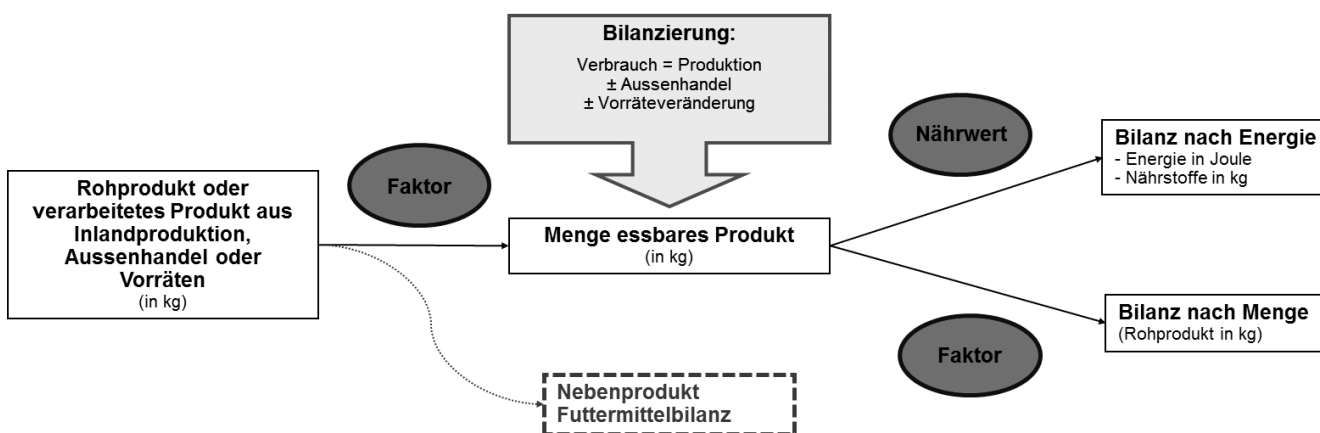 Bilanzierung:
Verbrauch = Produktion
± Aussenhandel
± Vorräteveränderung
Rohprodukt oder
verarbeitetes Produkt aus
Inlandproduktion,
Aussenhandel oder
Vorräten
(in kg)
Faktor
Menge essbares Produkt
(in kg)
Nährwert
Bilanz nach Energie
- Energie in Joule
- Nährstoffe in kg
Faktor
Bilanz nach Menge
(Rohprodukt in kg)
Nebenprodukt
Futtermittelbilanz